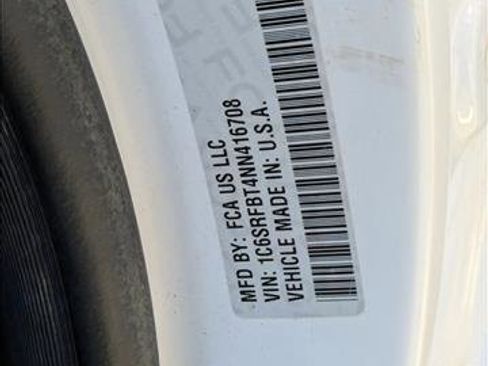 MFD BY: FCA US LLC
VIN: 1C6SRFBT4NN416708
VEHICLE MADE IN: U.S.A.